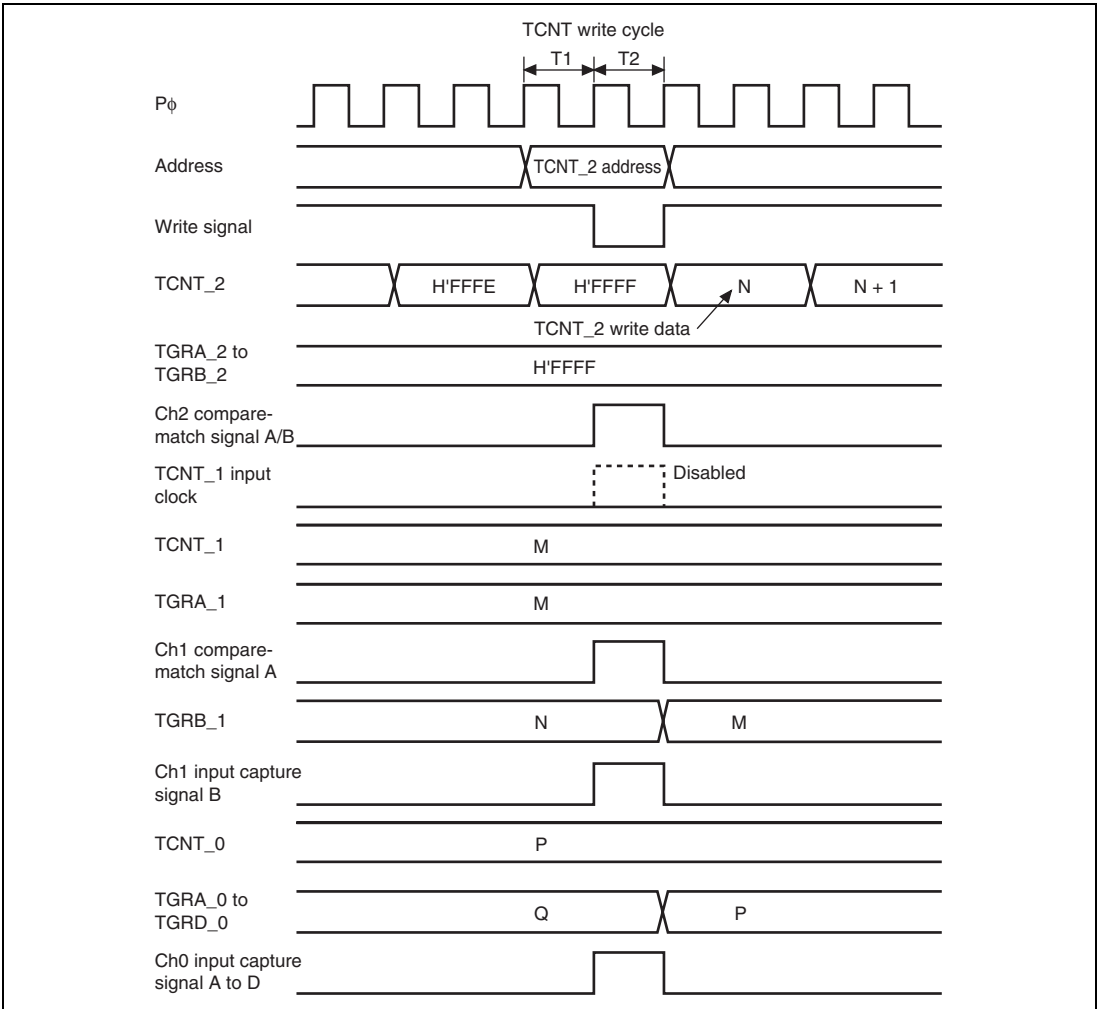 TCNT write cycle
T1 T2
Pϕ
Address TCNT_2 address
Write signal
TCNT_2 H'FFFE H'FFFF N N + 1
TCNT_2 write data
TGRA_2 to
TGRB_2 H'FFFF
Ch2 compare-
match signal A/B
TCNT_1 input
clock Disabled
TCNT_1 M
TGRA_1 M
Ch1 compare-
match signal A
TGRB_1 N M
Ch1 input capture
signal B
TCNT_0 P
TGRA_0 to
TGRD_0 Q P
Ch0 input capture
signal A to D